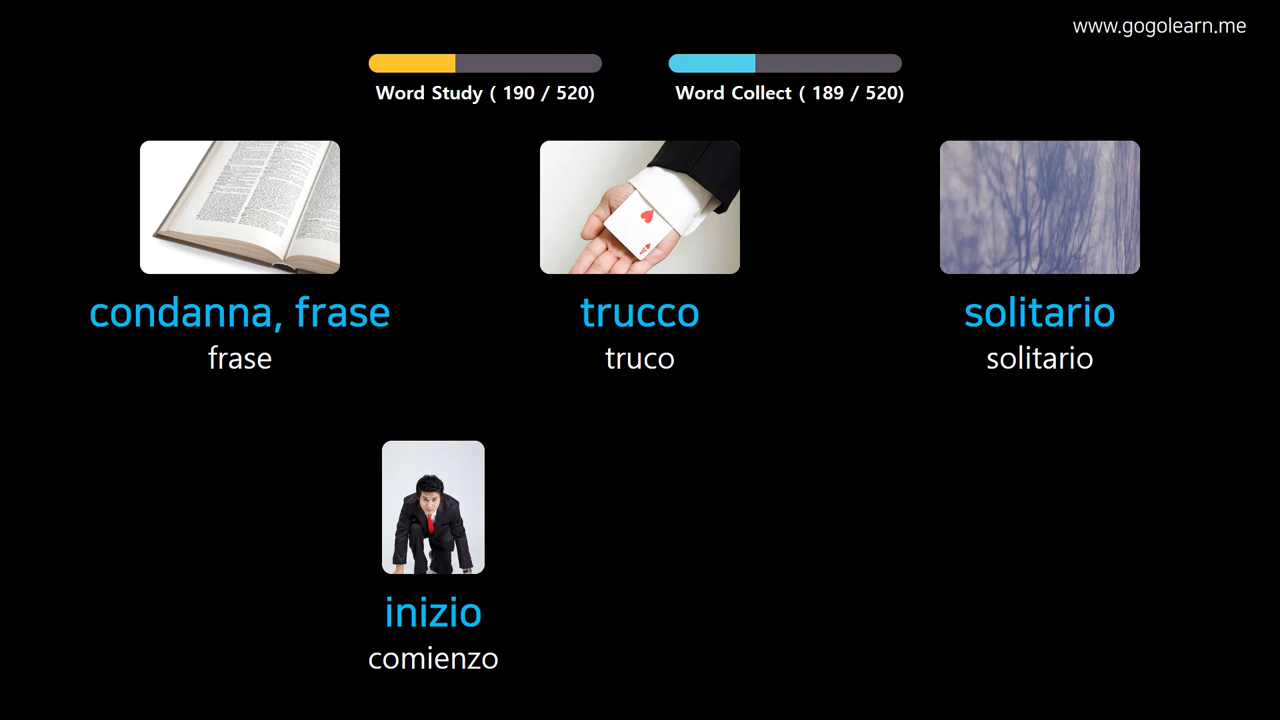 www.gogolearn.me
Word Study ( 190 / 520)
Word Collect ( 189 / 520)
condanna, frase
frase
trucco
truco
solitario
solitario
inizio
comienzo